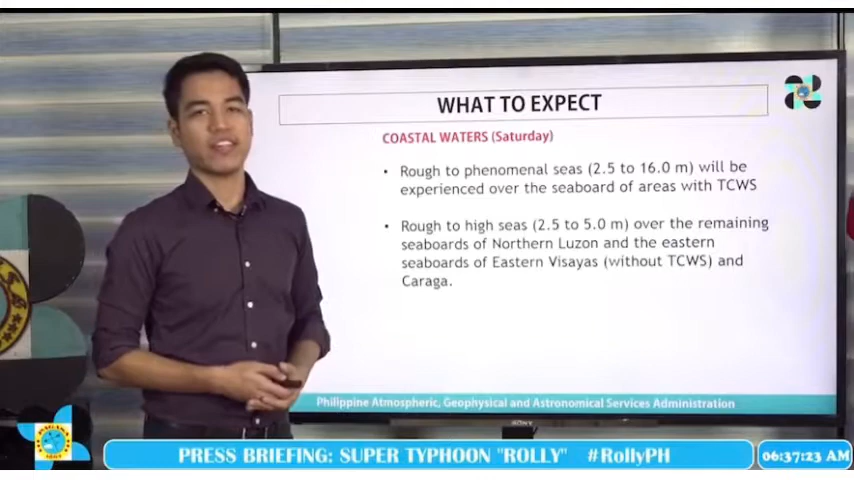 WHAT TO EXPECT
COASTAL WATERS (Saturday)
• Rough to phenomenal seas (2.5 to 16.0 m) will be
experienced over the seaboard of areas with TCWS
• Rough to high seas (2.5 to 5.0 m) over the remaining
seaboards of Northern Luzon and the eastern
seaboards of Eastern Visayas (without TCWS) and
Caraga.
Philippine Atmospheric, Geophysical and Astronomical Services Administration
SONY
PRESS BRIEFING: SUPER TYPHOON "ROLLY" #RollyPH
06:37:23 AM